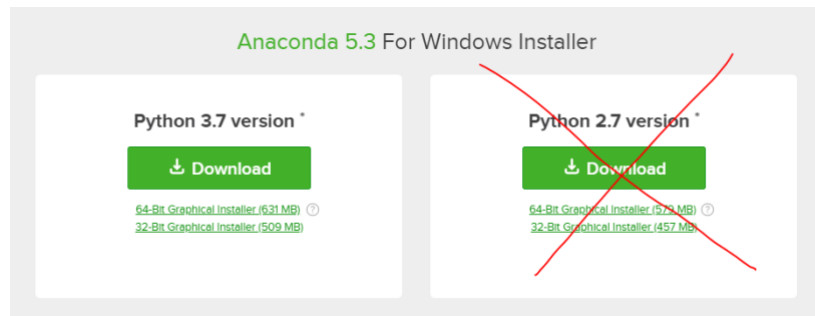 Anaconda 5.3 For Windows Installer
Python 3.7 version *
Download
64-Bit Graphical Installer (631 MB) ?
32-Bit Graphical Installer (509 MB)
Python 2.7 version *
Download
64-Bit Graphical Installer (579 MB) ?
32-Bit Graphical Installer (457 MB)